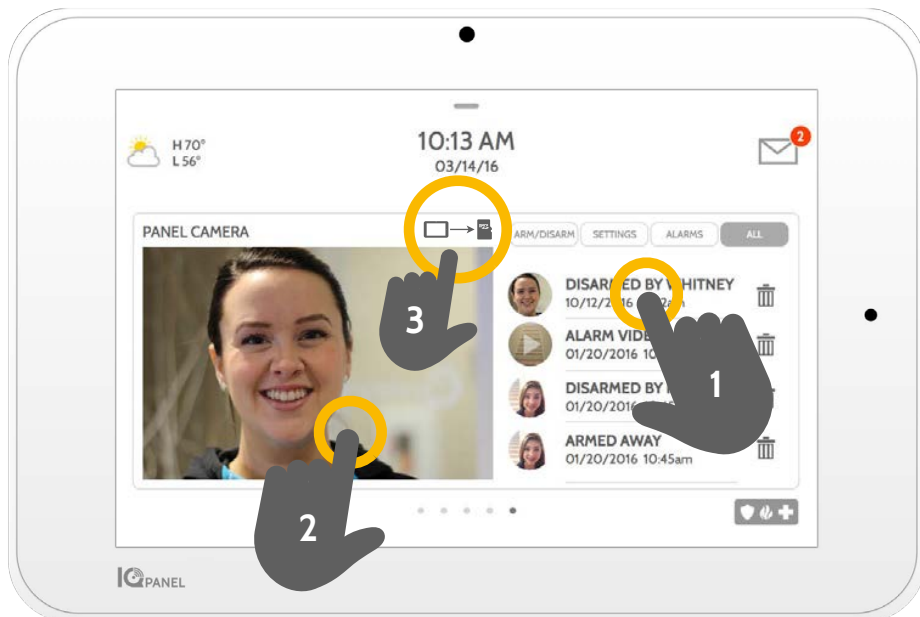 H 70°
L 56°
10:13 AM
03/14/16
2
PANEL CAMERA
ARM/DISARM SETTINGS ALARMS ALL
DISARMED BY WHITNEY
10/12/2016
ALARM
01/20/2016
DISARMED BY
01/20/2016
ARMED AWAY
01/20/2016 10:45am
3
1
2
IQ PANEL